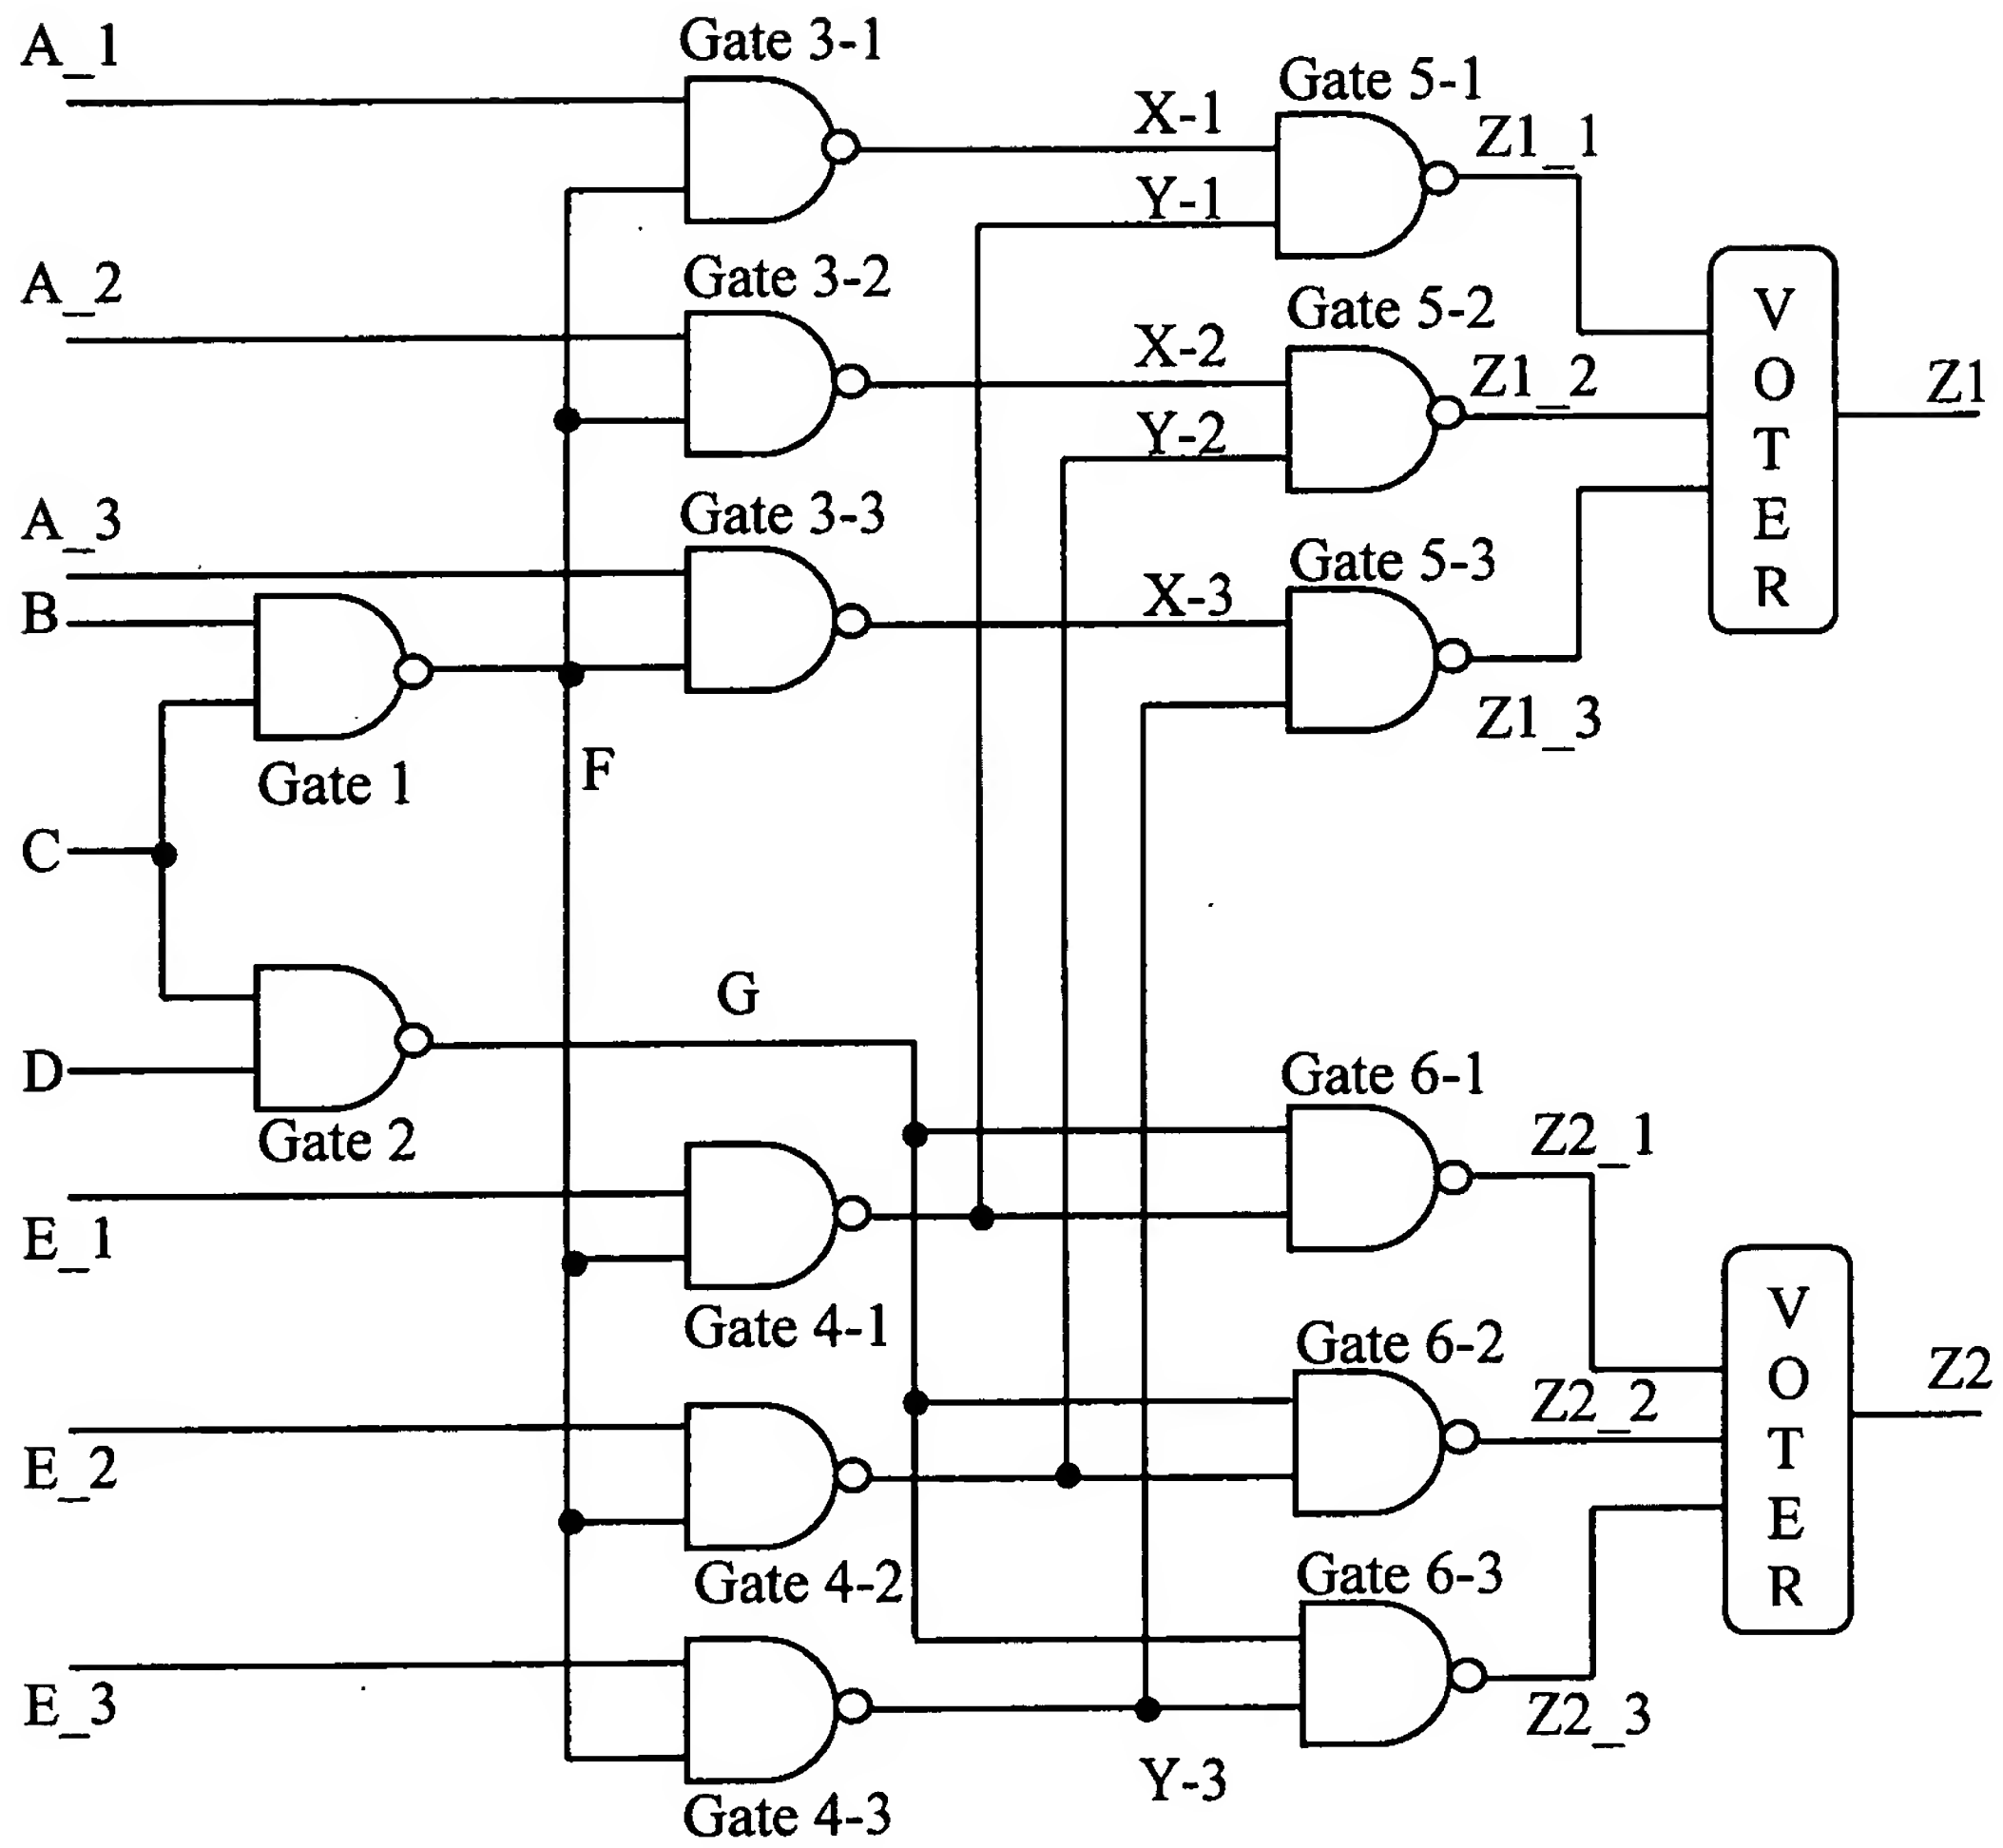 A_1
Gate 3-1
X-1
Gate 5-1
Z1_1
Y-1
A_2
Gate 3-2
X-2
Gate 5-2
Z1_2
Y-2
V
O
T
E
R
Z1
A_3
Gate 3-3
X-3
Gate 5-3
Z1_3
B
Gate 1
F
C
G
D
Gate 2
Gate 6-1
Z2_1
E_1
Gate 4-1
Gate 6-2
Z2_2
E_2
Gate 4-2
V
O
T
E
R
Z2
Gate 6-3
Z2_3
E_3
Gate 4-3
Y-3